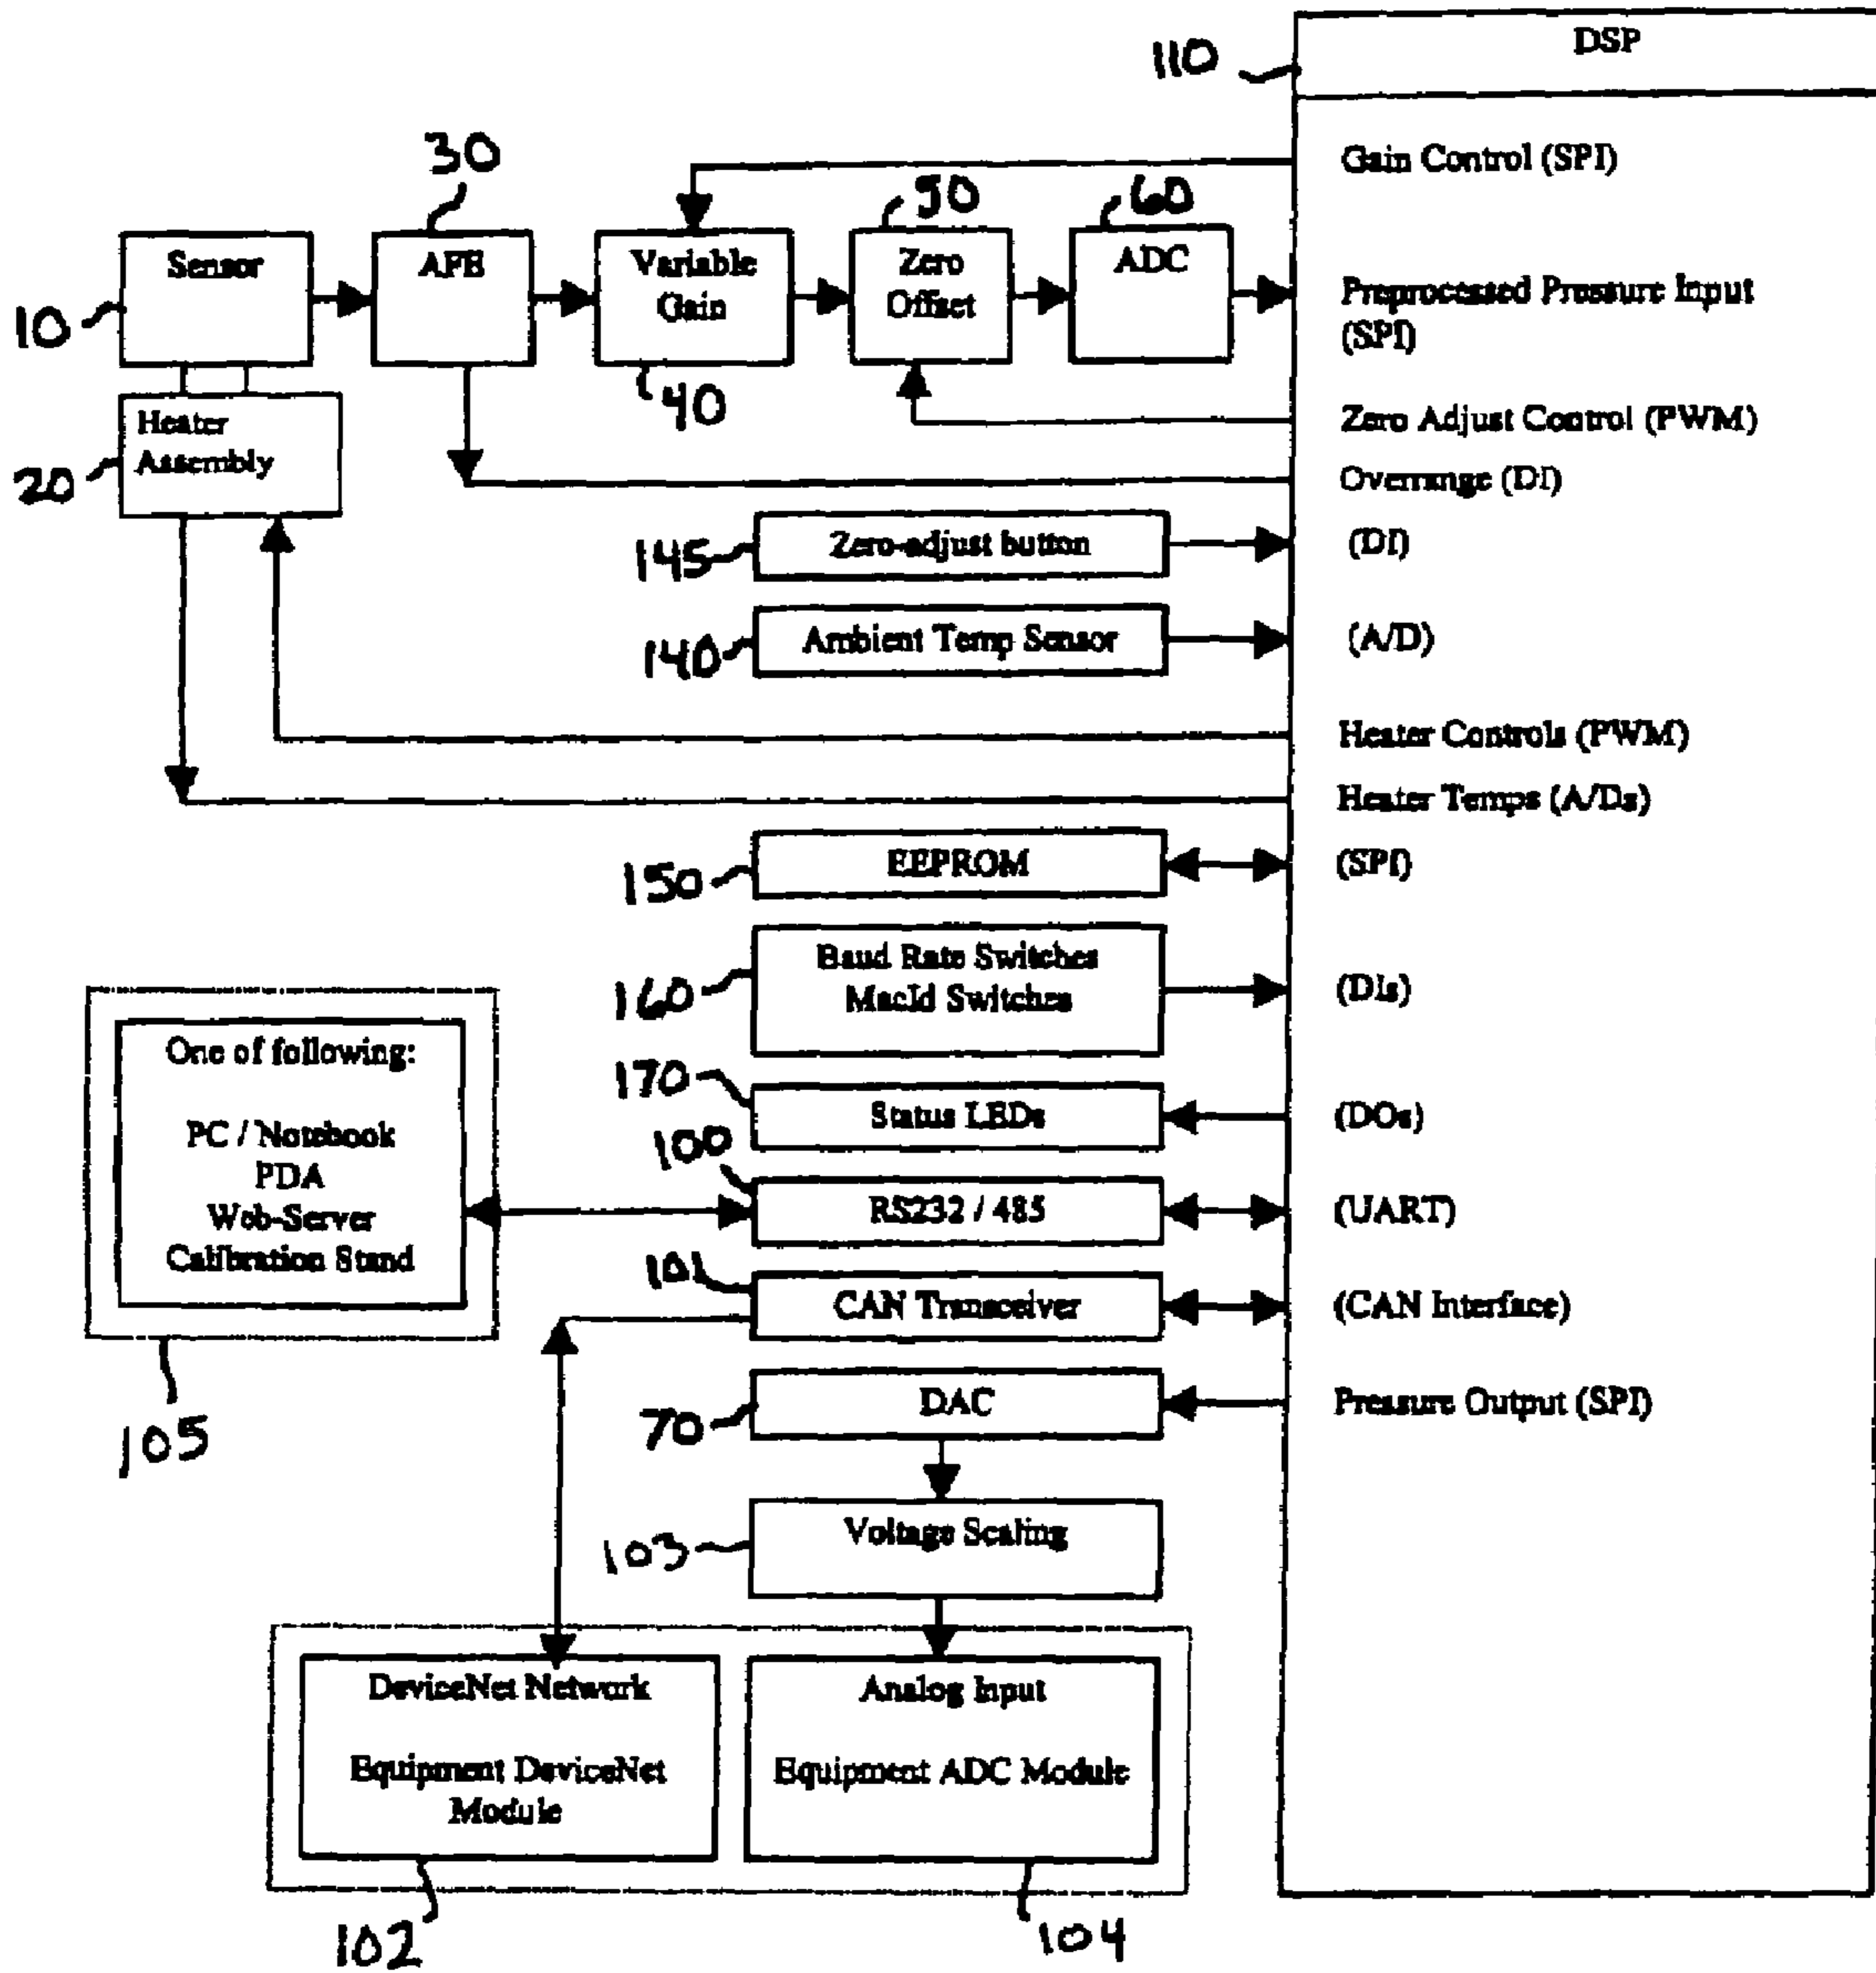 DSP
110
Gain Control (SPI)
30
50
60
Sensor
AFE
Variable
Gain
Zero
Offset
ADC
Preprocessed Pressure Input
(SPI)
10
40
Heater
Assembly
20
Zero Adjust Control (PWM)
Overrange (DI)
145
Zero-adjust button
(DI)
140
Ambient Temp Sensor
(A/D)
Heater Controls (PWM)
Heater Temps (A/Ds)
150
EEPROM
(SPI)
160
Baud Rate Switches
MacId Switches
(DIs)
One of following:
PC / Notebook
PDA
Web-Server
Calibration Stand
105
170
Status LEDs
(DOs)
100
RS232 / 485
(UART)
101
CAN Transceiver
(CAN Interface)
70
DAC
Pressure Output (SPI)
103
Voltage Scaling
DeviceNet Network
Equipment DeviceNet
Module
Analog Input
Equipment ADC Module
102
104